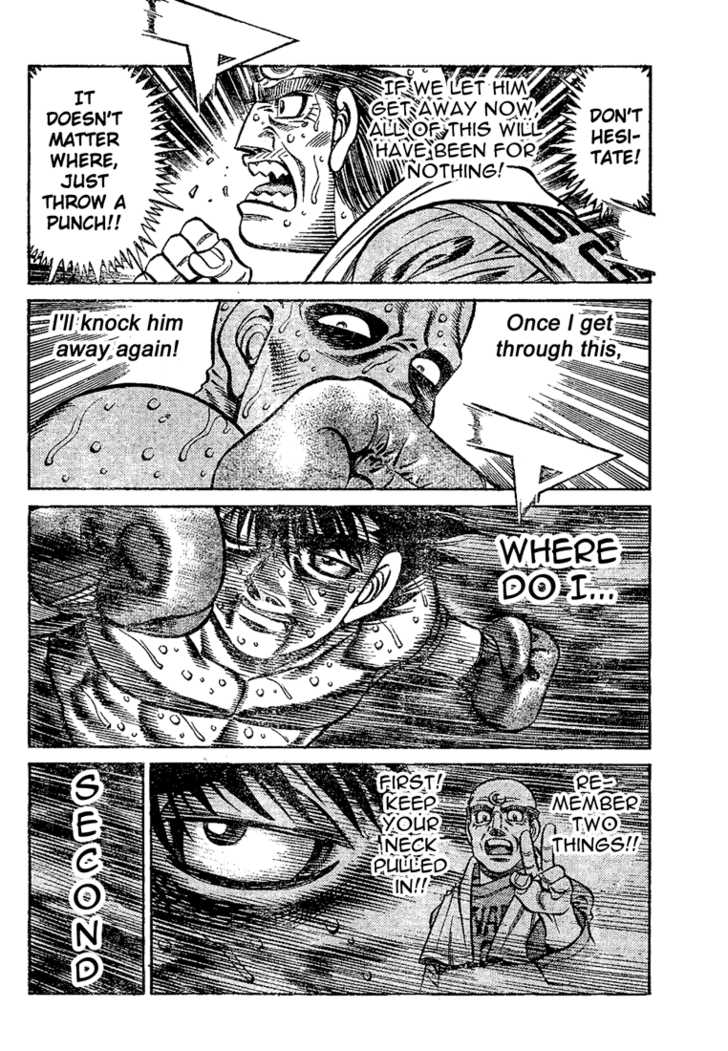 DON'T
HESI-
TATE!
IF WE LET HIM
GET AWAY NOW,
ALL OF THIS WILL
HAVE BEEN FOR
NOTHING!
IT
DOESN'T
MATTER
WHERE,
JUST
THROW A
PUNCH!!
Once I get
through this,
I'll knock him
away again!
WHERE
DO I...
RE-
MEMBER
TWO
THINGS!!
FIRST!
KEEP
YOUR
NECK
PULLED
IN!!
SECOND